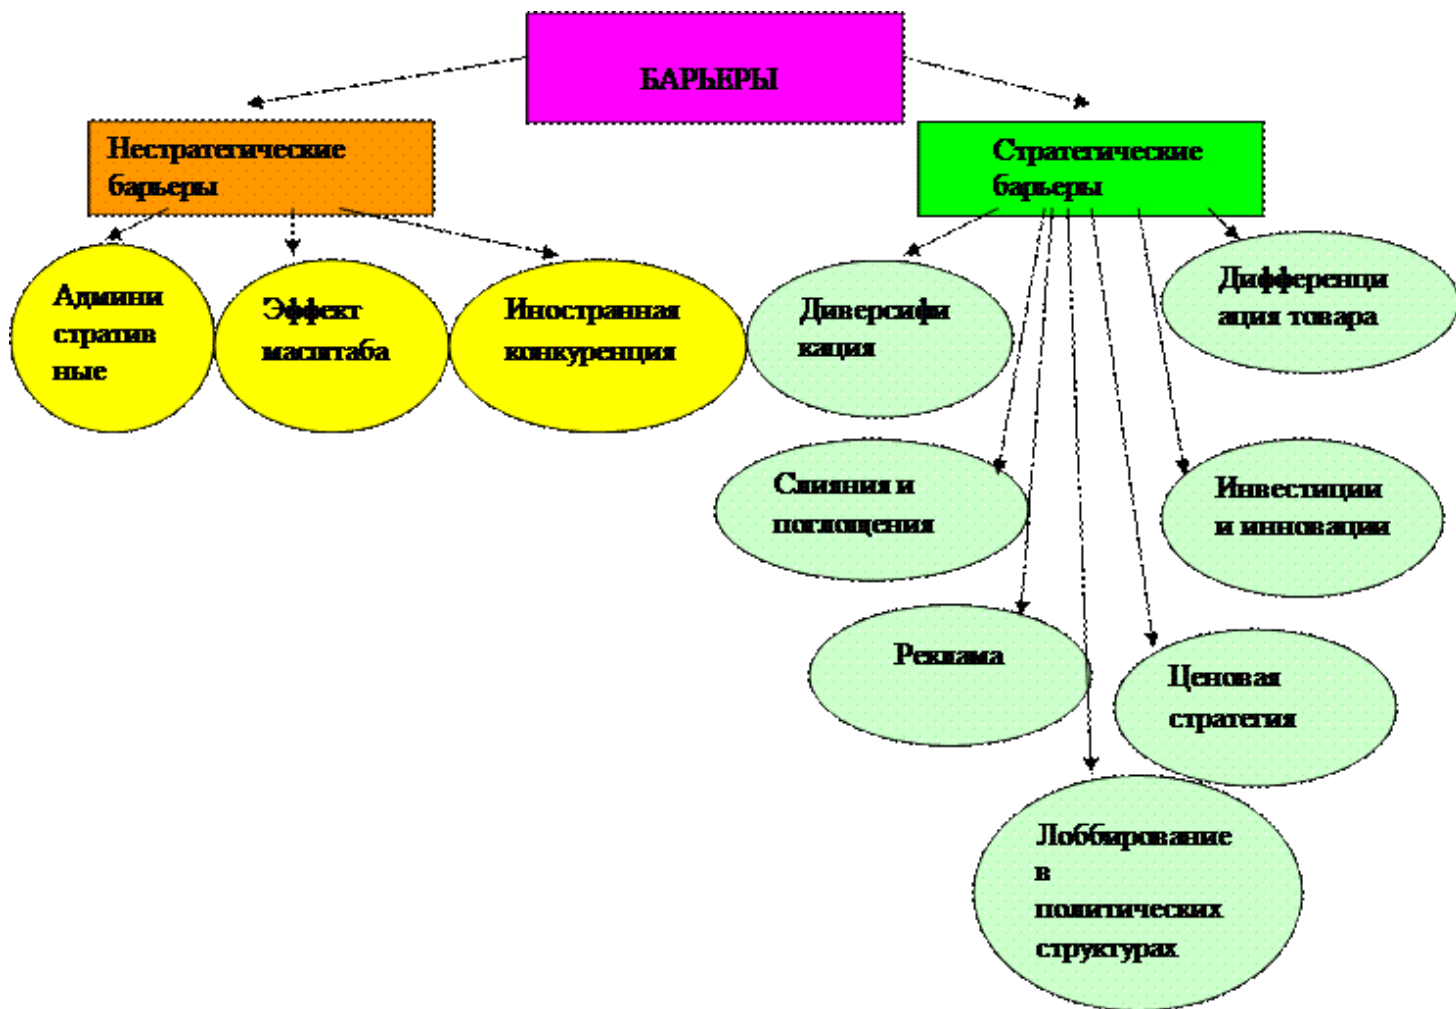 БАРЬЕРЫ
Нестратегические
барьеры
Стратегические
барьеры
Админи
стратив
ные
Эффект
масштаба
Иностранная
конкуренция
Диверсифи
кация
Дифференци
ация товара
Слияния и
поглощения
Инвестиции
и инновации
Реклама
Ценовая
стратегия
Лоббирование
в
политических
структурах